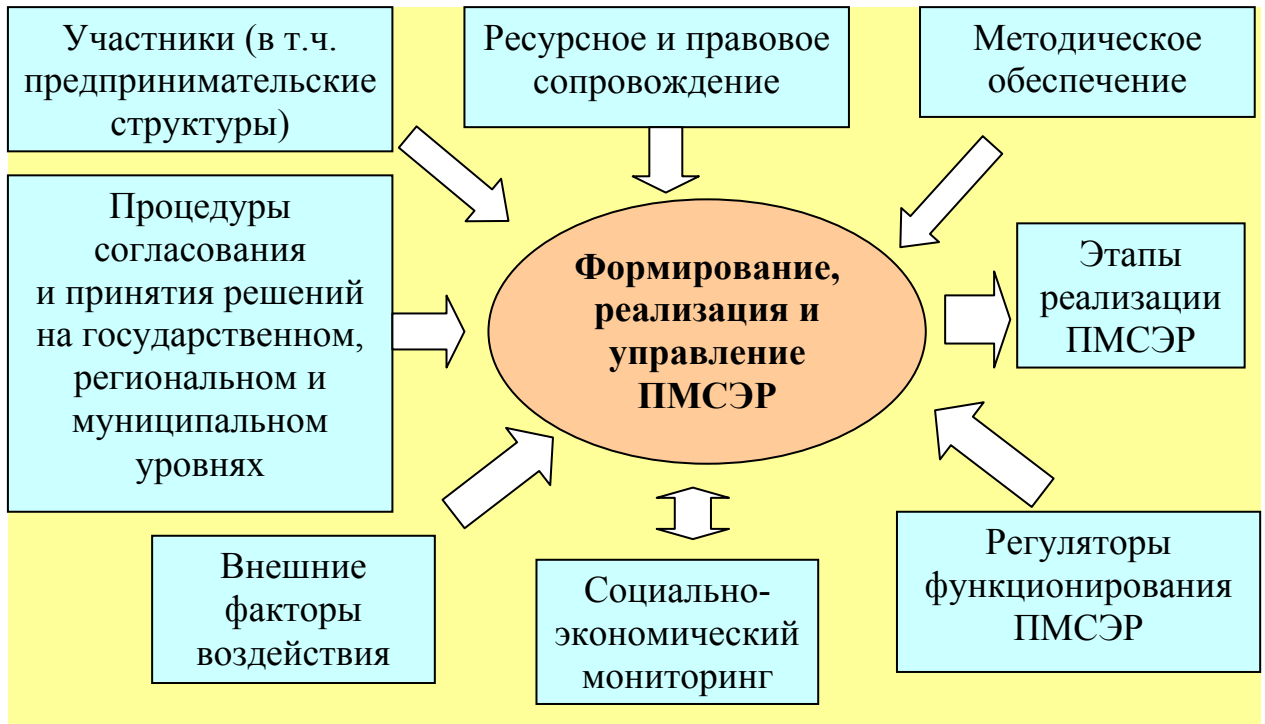 Участники (в т.ч.
предпринимательские
структуры)
Ресурсное и правовое
сопровождение
Методическое
обеспечение
Процедуры
согласования
и принятия решений
на государственном,
региональном и
муниципальном
уровнях
Формирование,
реализация и
управление
ПМСЭР
Этапы
реализации
ПМСЭР
Внешние
факторы
воздействия
Социально-
экономический
мониторинг
Регуляторы
функционирования
ПМСЭР